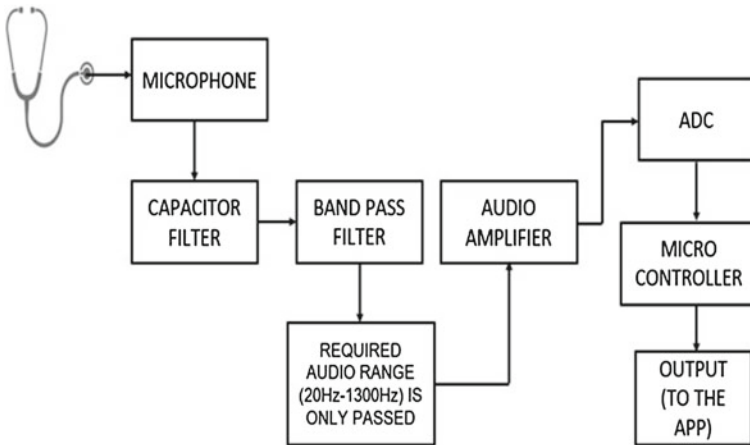 MICROPHONE
CAPACITOR
FILTER
BAND PASS
FILTER
REQUIRED
AUDIO RANGE
(20Hz-1300Hz) IS
ONLY PASSED
AUDIO
AMPLIFIER
ADC
MICRO
CONTROLLER
OUTPUT
(TO THE
APP)